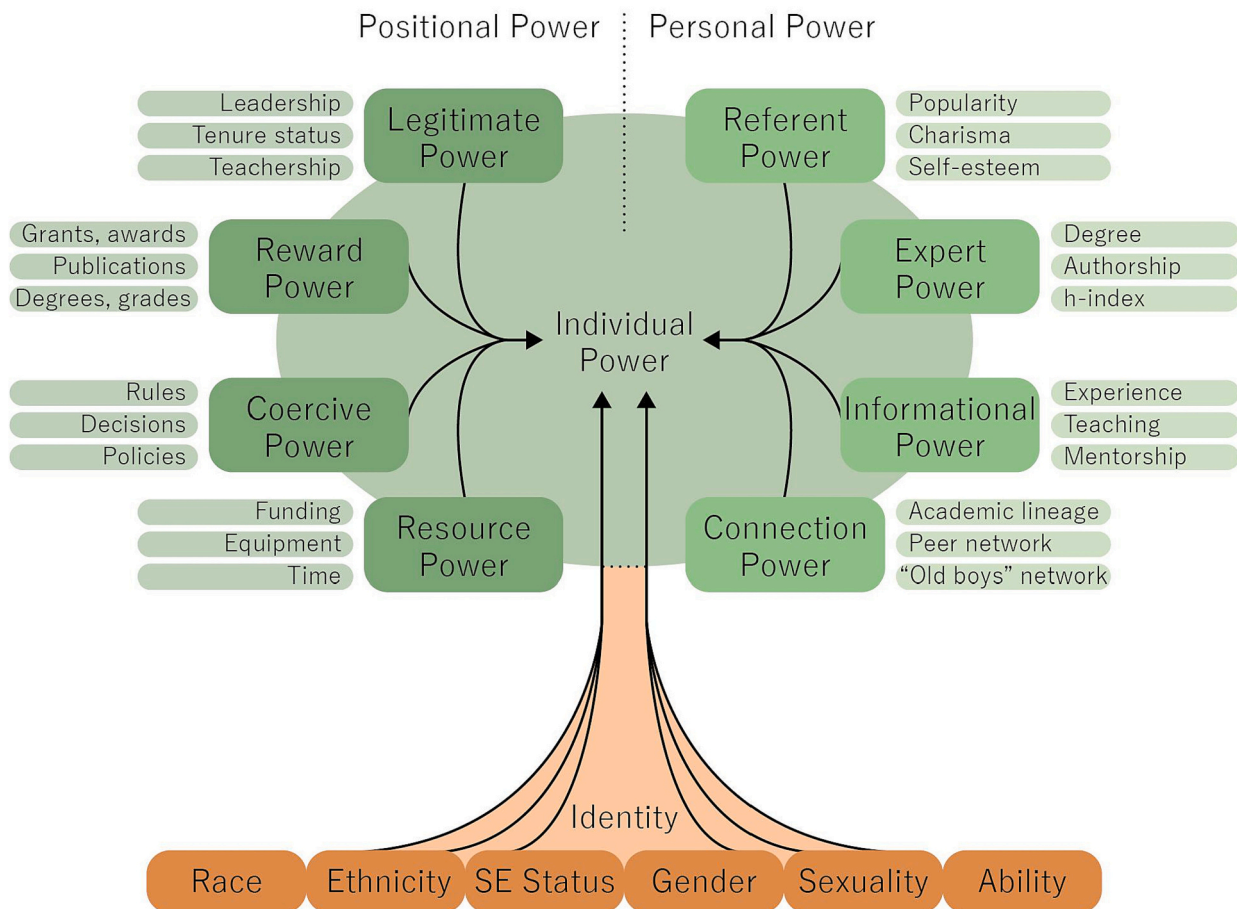 Positional Power
Personal Power
Leadership
Tenure status
Teachership
Legitimate
Power
Referent
Power
Popularity
Charisma
Self-esteem
Grants, awards
Publications
Degrees, grades
Reward
Power
Expert
Power
Degree
Authorship
h-index
Individual
Power
Rules
Decisions
Policies
Coercive
Power
Informational
Power
Experience
Teaching
Mentorship
Funding
Equipment
Time
Resource
Power
Connection
Power
Academic lineage
Peer network
“Old boys” network
Identity
Race
Ethnicity
SE Status
Gender
Sexuality
Ability